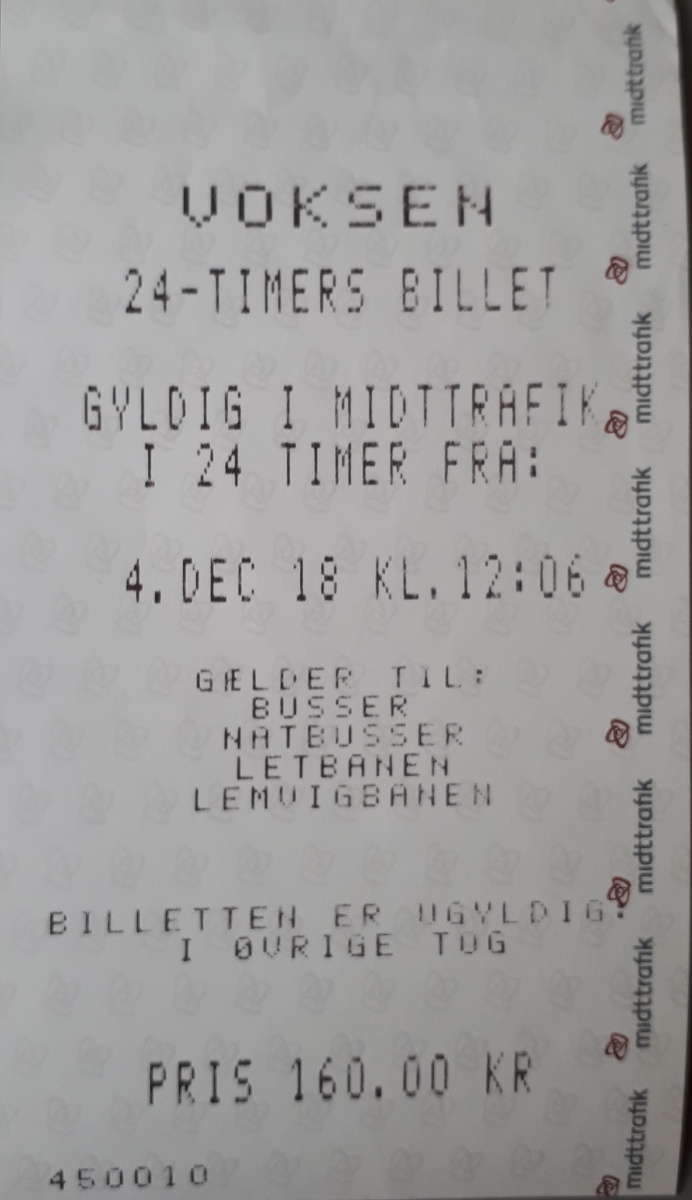 VOKSEN
24-TIMERS BILLET
GYLDIG I MIDTTRAFIK
I 24 TIMER FRA:
4.DEC 18 KL.12:06
GÆLDER TIL:
BUSSER
NATBUSSER
LETBANEN
LEMVIGBANEN
BILLETTEN ER UGYLDIG
I ØVRIGE TOG
PRIS 160.00 KR
450010
midttrafik
midttrafik
midttrafik
midttrafik
midttrafik
midttrafik
midttrafik
midttrafik